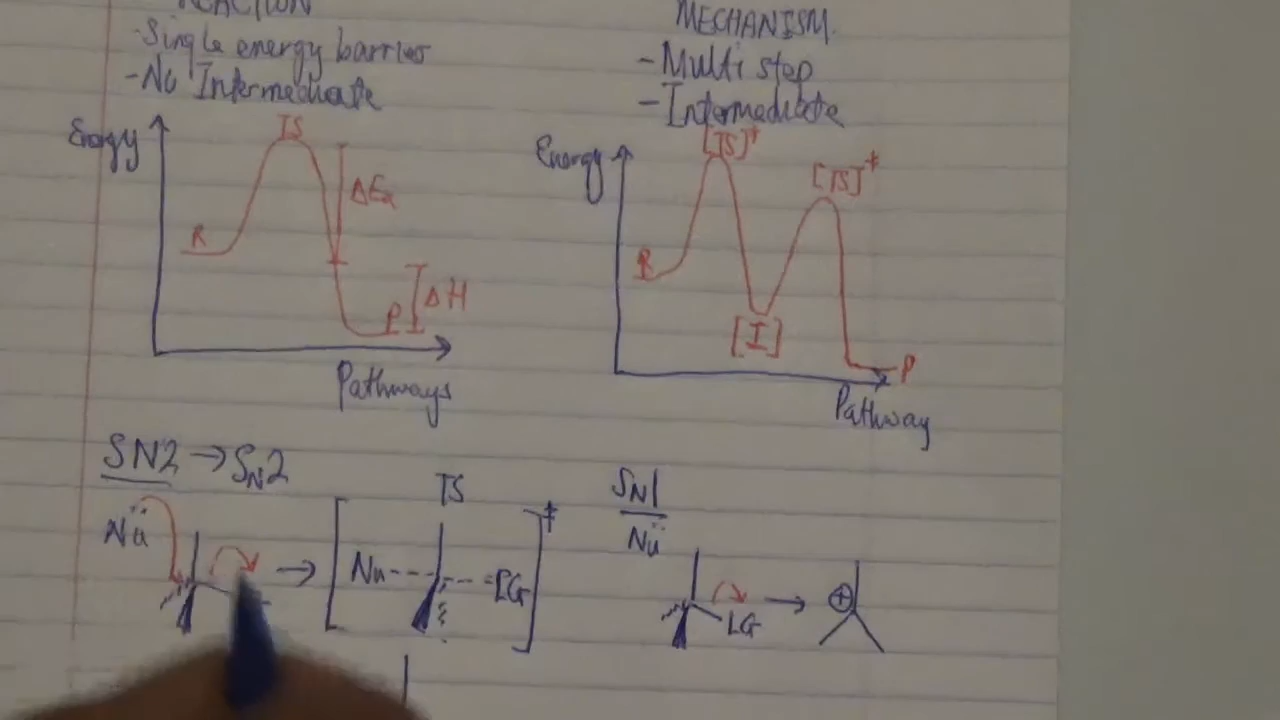 REACTION
-Single energy barrier
-No Intermediate
Energy
TS
R
ΔEa
P
ΔH
Pathways
MECHANISM.
-Multi step
-Intermediate
Energy
[TS]‡
[TS]‡
R
[I]
P
Pathway
SN2 → SN2
Nu
TS
Nu
LG
‡
SN1
Nu
LG
+